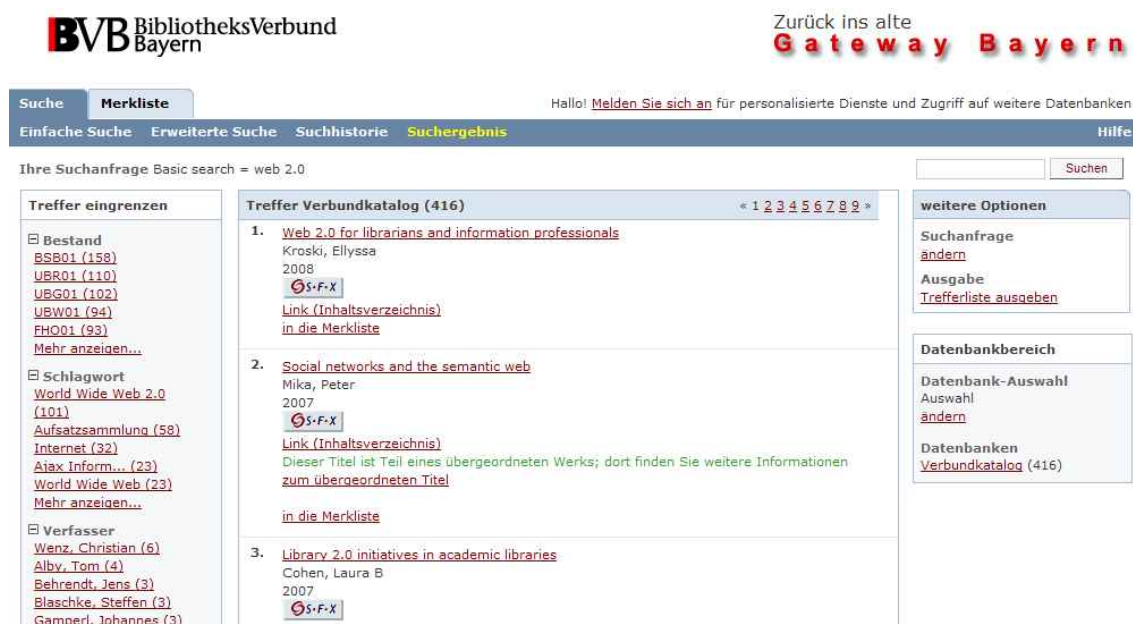 BVB BibliotheksVerbund
Bayern
Zurück ins alte
Gateway Bayern
Suche
Merkliste
Hallo! Melden Sie sich an für personalisierte Dienste und Zugriff auf weitere Datenbanken
Einfache Suche Erweiterte Suche Suchhistorie Suchergebnis
Hilfe
Ihre Suchanfrage Basic search = web 2.0
Suchen
Treffer eingrenzen
Bestand
BSB01 (158)
UBR01 (110)
UBG01 (102)
UBW01 (94)
FHO01 (93)
Mehr anzeigen...
Schlagwort
World Wide Web 2.0
(101)
Aufsatzsammlung (58)
Internet (32)
Ajax Inform... (23)
World Wide Web (23)
Mehr anzeigen...
Verfasser
Wenz, Christian (6)
Alby, Tom (4)
Behrendt, Jens (3)
Blaschke, Steffen (3)
Gamperl, Johannes (3)
Treffer Verbundkatalog (416)
« 1 2 3 4 5 6 7 8 9 »
1. Web 2.0 for librarians and information professionals
Kroski, Ellyssa
2008
S·F·X
Link (Inhaltsverzeichnis)
in die Merkliste
2. Social networks and the semantic web
Mika, Peter
2007
S·F·X
Link (Inhaltsverzeichnis)
Dieser Titel ist Teil eines übergeordneten Werks; dort finden Sie weitere Informationen
zum übergeordneten Titel
in die Merkliste
3. Library 2.0 initiatives in academic libraries
Cohen, Laura B
2007
S·F·X
weitere Optionen
Suchanfrage
ändern
Ausgabe
Trefferliste ausgeben
Datenbankbereich
Datenbank-Auswahl
Auswahl
ändern
Datenbanken
Verbundkatalog (416)